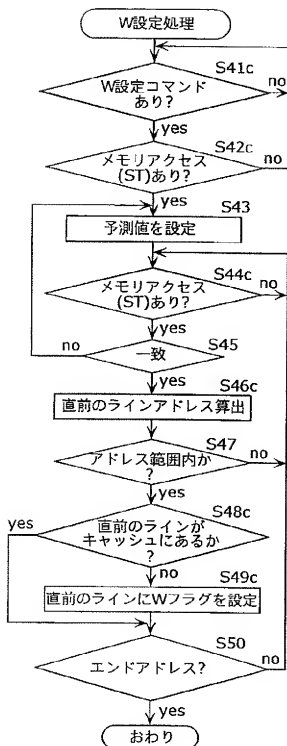 W設定処理
S41c
W設定コマンド
あり?
no
yes
S42c
メモリアクセス
(ST)あり?
no
yes
S43
予測値を設定
S44c
メモリアクセス
(ST)あり?
no
yes
S45
一致
no
yes
S46c
直前のラインアドレス算出
S47
アドレス範囲内か
?
no
yes
S48c
直前のラインが
キャッシュにあるか
?
yes
no
S49c
直前のラインにWフラグを設定
S50
エンドアドレス?
no
yes
おわり